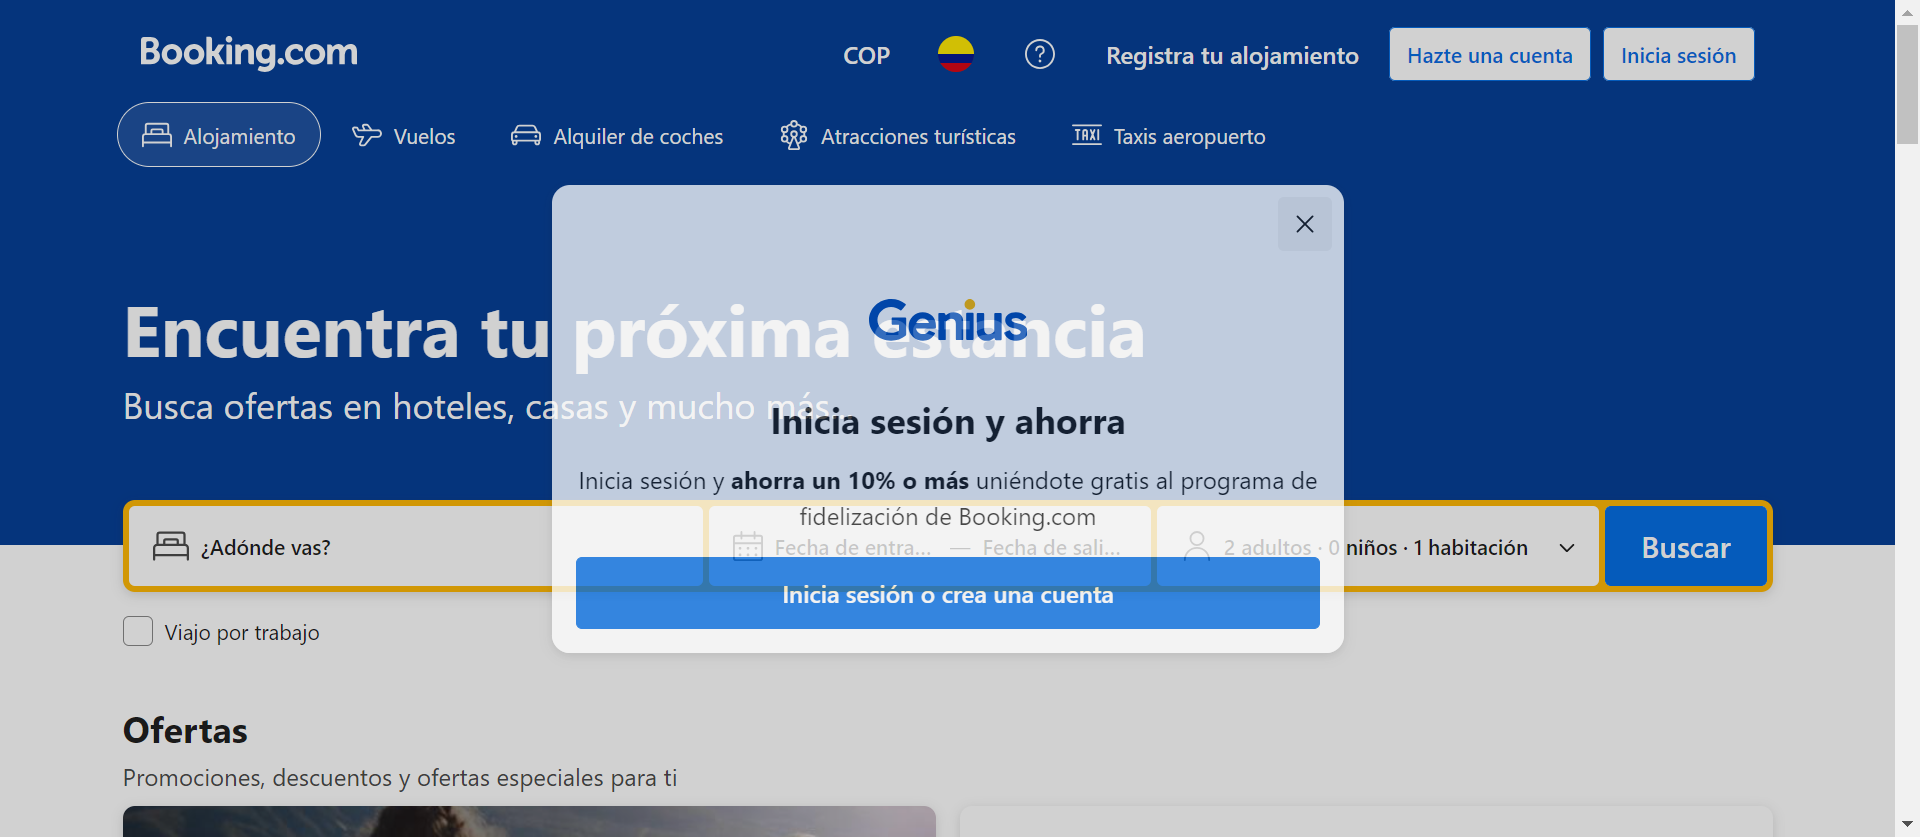 Booking.com
COP
Registra tu alojamiento
Hazte una cuenta
Inicia sesión
Alojamiento
Vuelos
Alquiler de coches
Atracciones turísticas
TAXI
Taxis aeropuerto
Encuentra tu próxima estancia
Busca ofertas en hoteles, casas y mucho más...
Genius
Inicia sesión y ahorra
Inicia sesión y ahorra un 10% o más uniéndote gratis al programa de
fidelización de Booking.com
¿Adónde vas?
Fecha de entra... — Fecha de sali...
2 adultos · 0 niños · 1 habitación
Buscar
Inicia sesión o crea una cuenta
Viajo por trabajo
Ofertas
Promociones, descuentos y ofertas especiales para ti